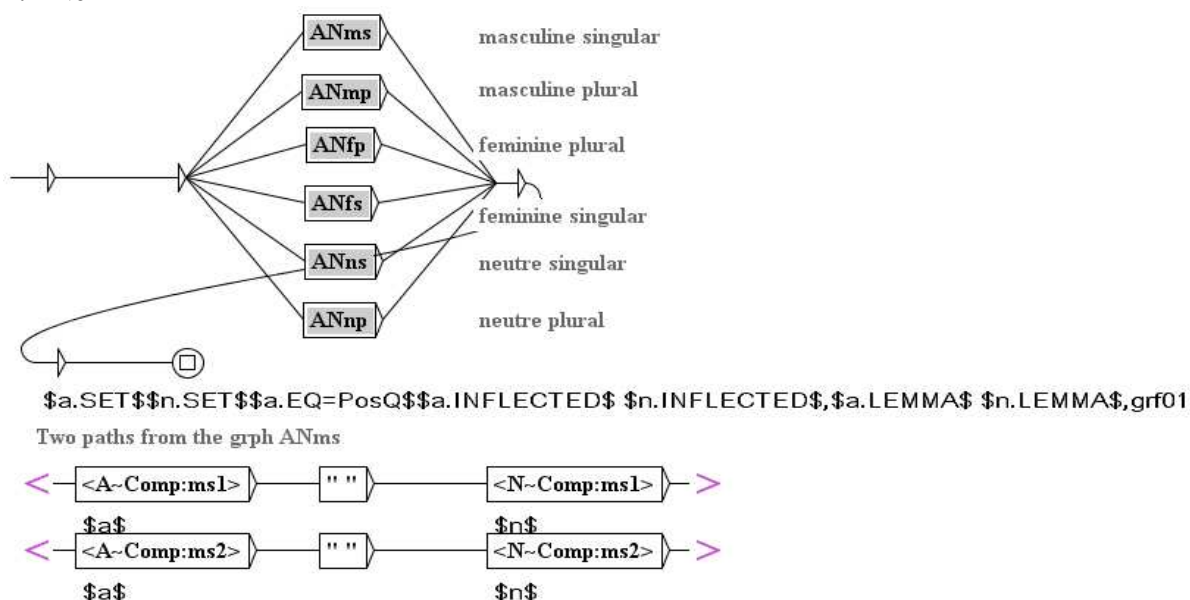 ANms masculine singular
ANmp masculine plural
ANfp feminine plural
ANfs feminine singular
ANns neutre singular
ANnp neutre plural
$a.SET$$n.SET$$a.EQ=PosQ$$a.INFLECTED$ $n.INFLECTED$,$a.LEMMA$ $n.LEMMA$,grf01
Two paths from the grph ANms
< <A~Comp:ms1> " " <N~Comp:ms1> >
$a$ $n$
< <A~Comp:ms2> " " <N~Comp:ms2> >
$a$ $n$